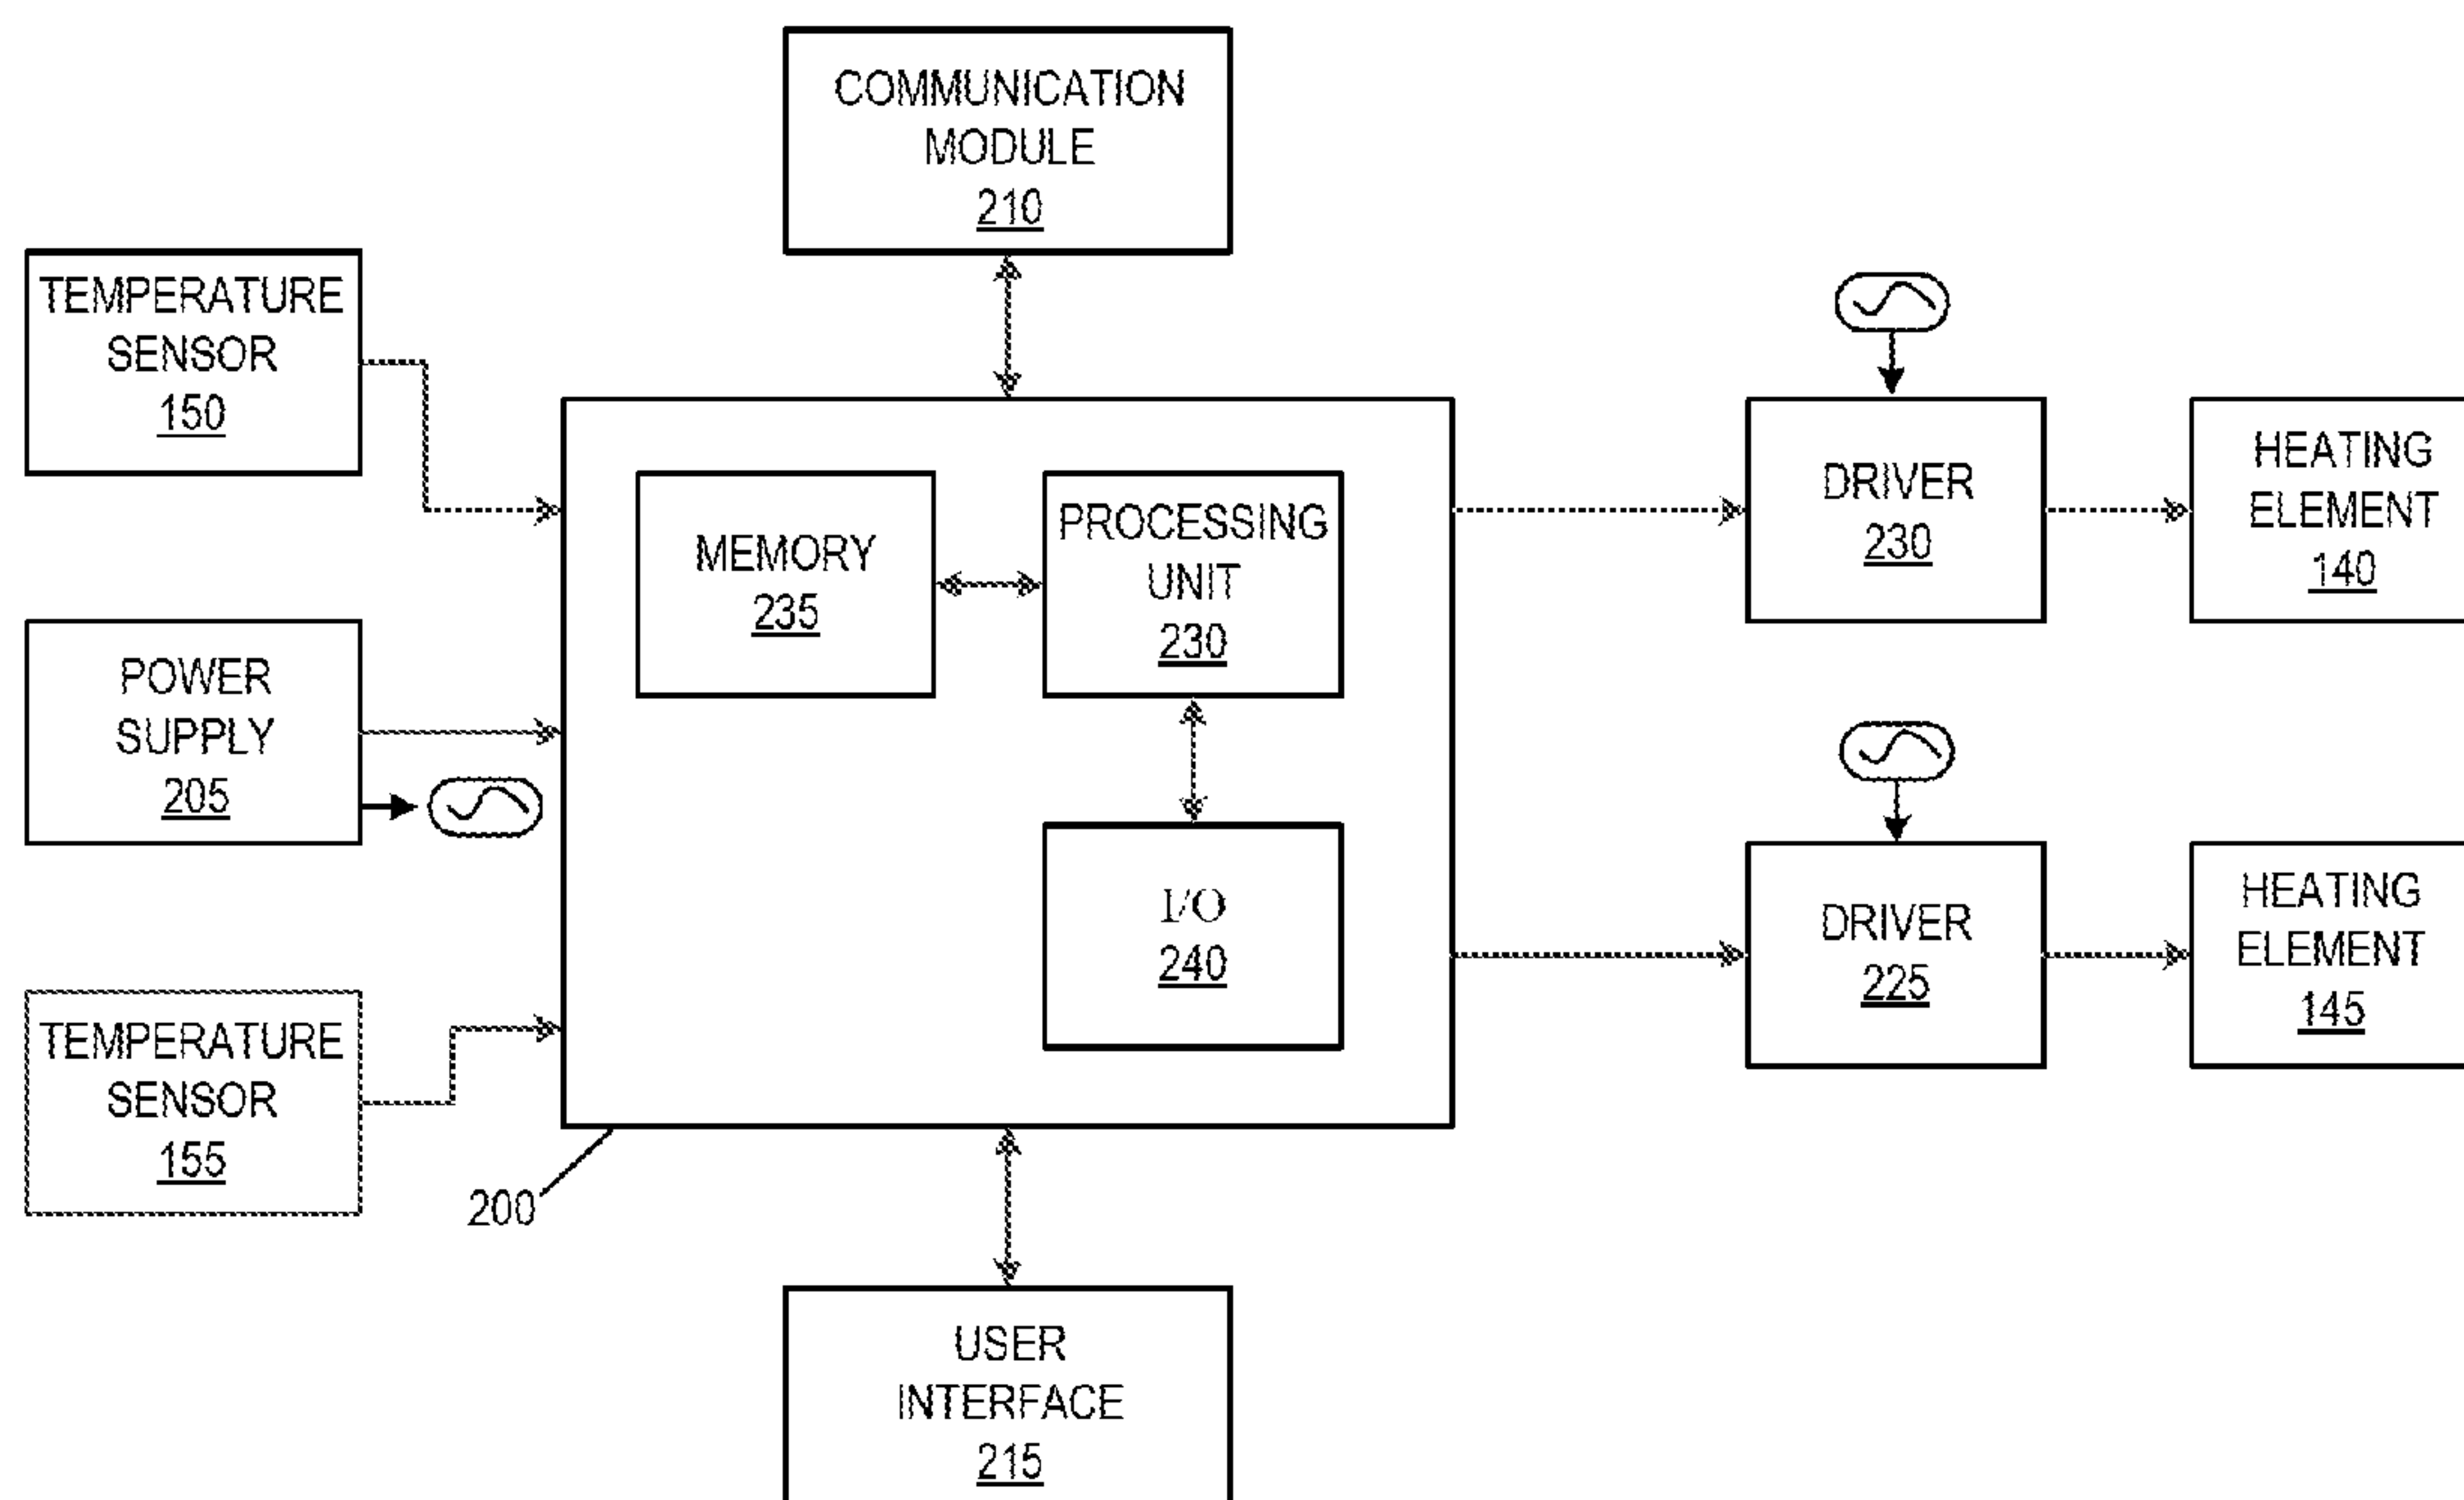 COMMUNICATION
MODULE
210
TEMPERATURE
SENSOR
150
POWER
SUPPLY
205
TEMPERATURE
SENSOR
155
MEMORY
235
PROCESSING
UNIT
230
I/O
240
200
DRIVER
230
HEATING
ELEMENT
140
DRIVER
225
HEATING
ELEMENT
145
USER
INTERFACE
215